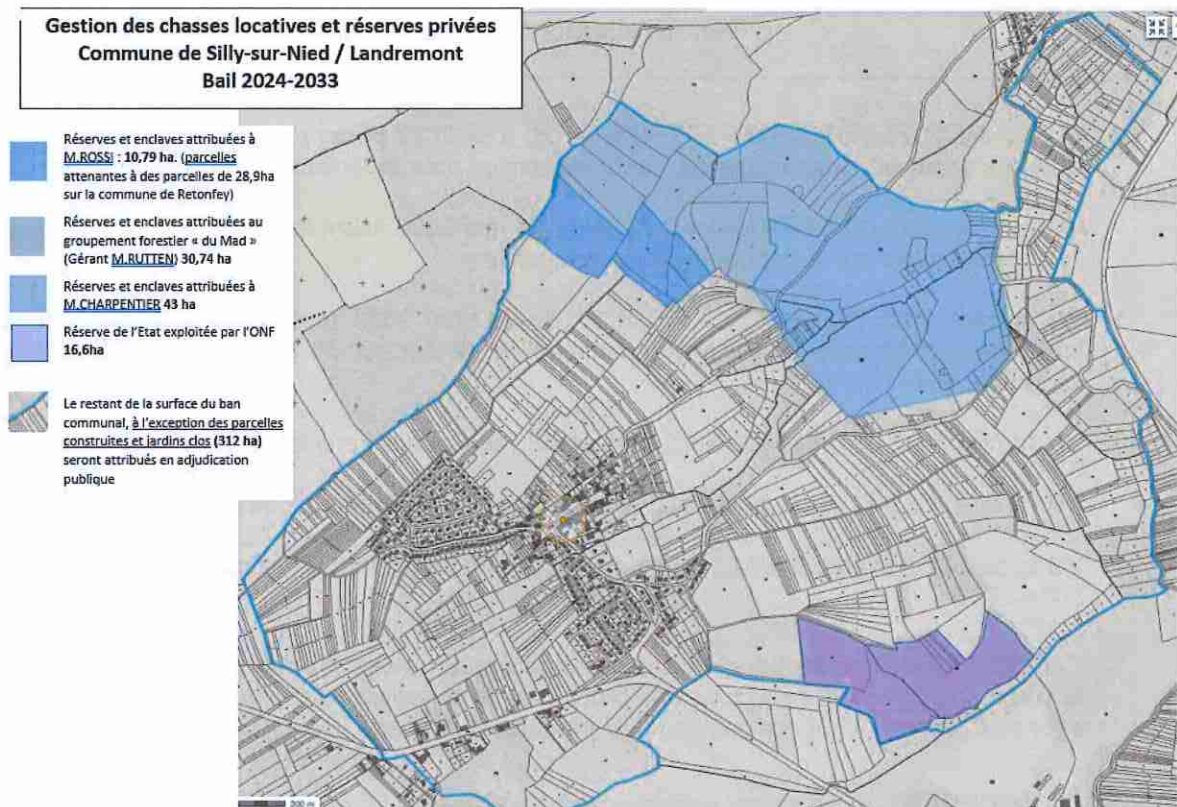 Gestion des chasses locatives et réserves privées
Commune de Silly-sur-Nied / Landremont
Bail 2024-2033
Réserves et enclaves attribuées à
M.ROSSI : 10,79 ha. (parcelles
attenantes à des parcelles de 28,9ha
sur la commune de Retonfey)
Réserves et enclaves attribuées au
groupement forestier « du Mad »
(Gérant M.RUTTEN) 30,74 ha
Réserves et enclaves attribuées à
M.CHARPENTIER 43 ha
Réserve de l'Etat exploitée par l'ONF
16,6ha
Le restant de la surface du ban
communal, à l'exception des parcelles
construites et jardins clos (312 ha)
seront attribués en adjudication
publique
200 m